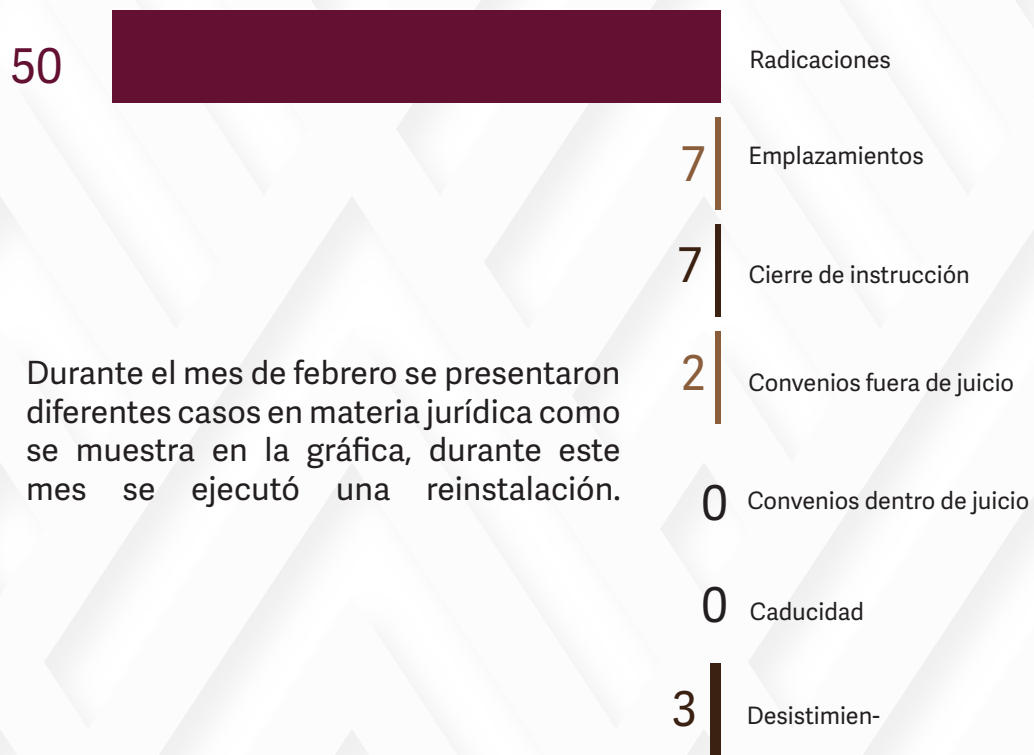 50
Radicaciones
7
Emplazamientos
7
Cierre de instrucción
2
Convenios fuera de juicio
Durante el mes de febrero se presentaron
diferentes casos en materia jurídica como
se muestra en la gráfica, durante este
mes se ejecutó una reinstalación.
0
Convenios dentro de juicio
0
Caducidad
3
Desistimien-